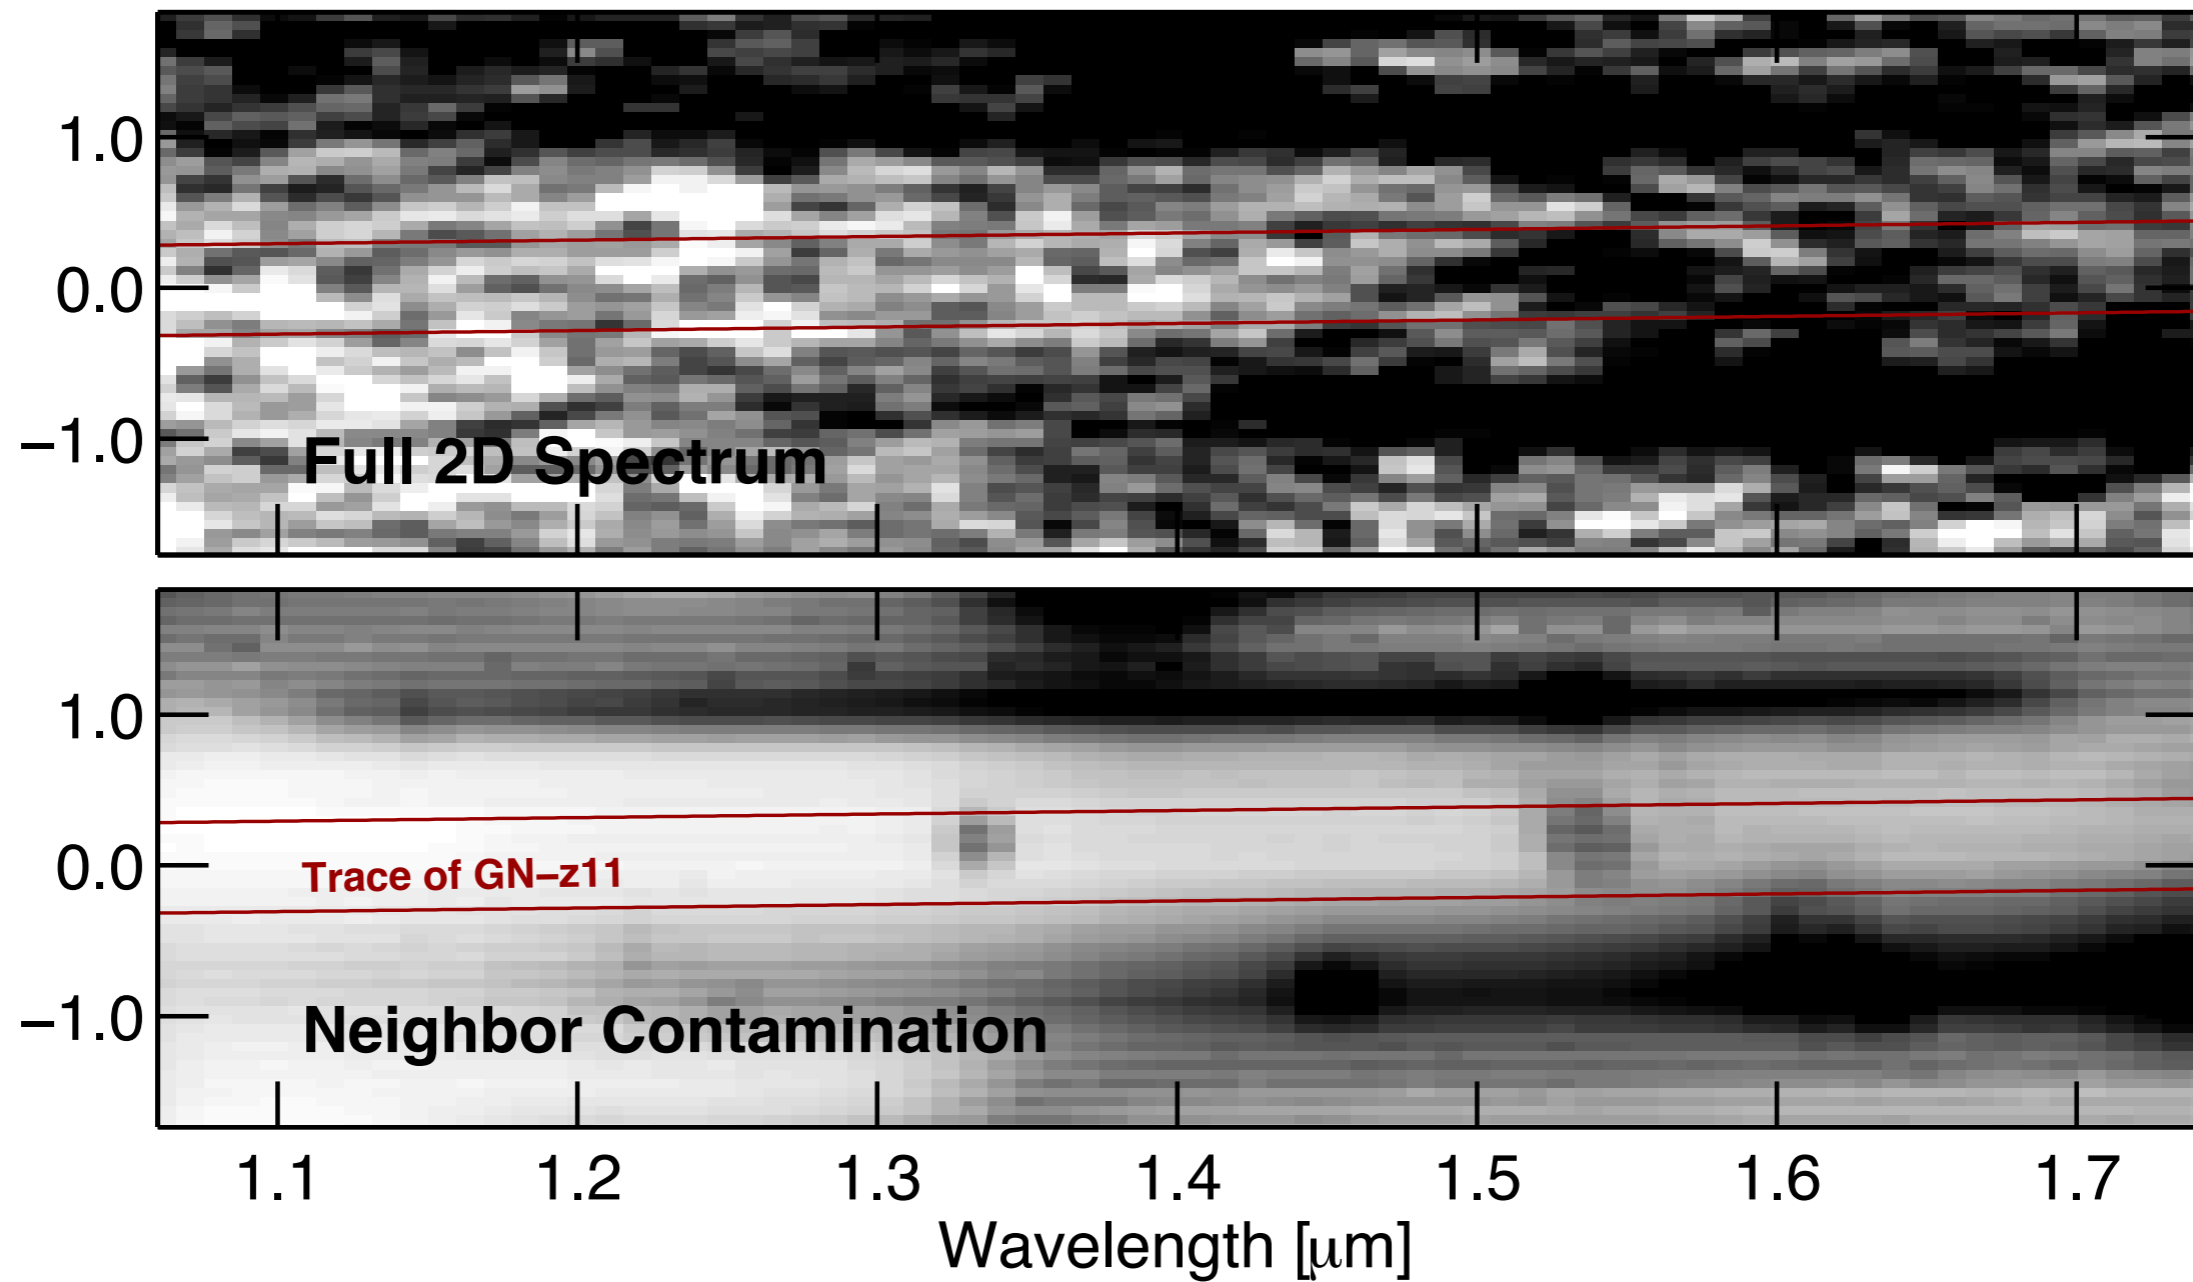 1.0
0.0
−1.0
Full 2D Spectrum
1.0
0.0
−1.0
Trace of GN−z11
Neighbor Contamination
1.1 1.2 1.3 1.4 1.5 1.6 1.7
Wavelength [μm]